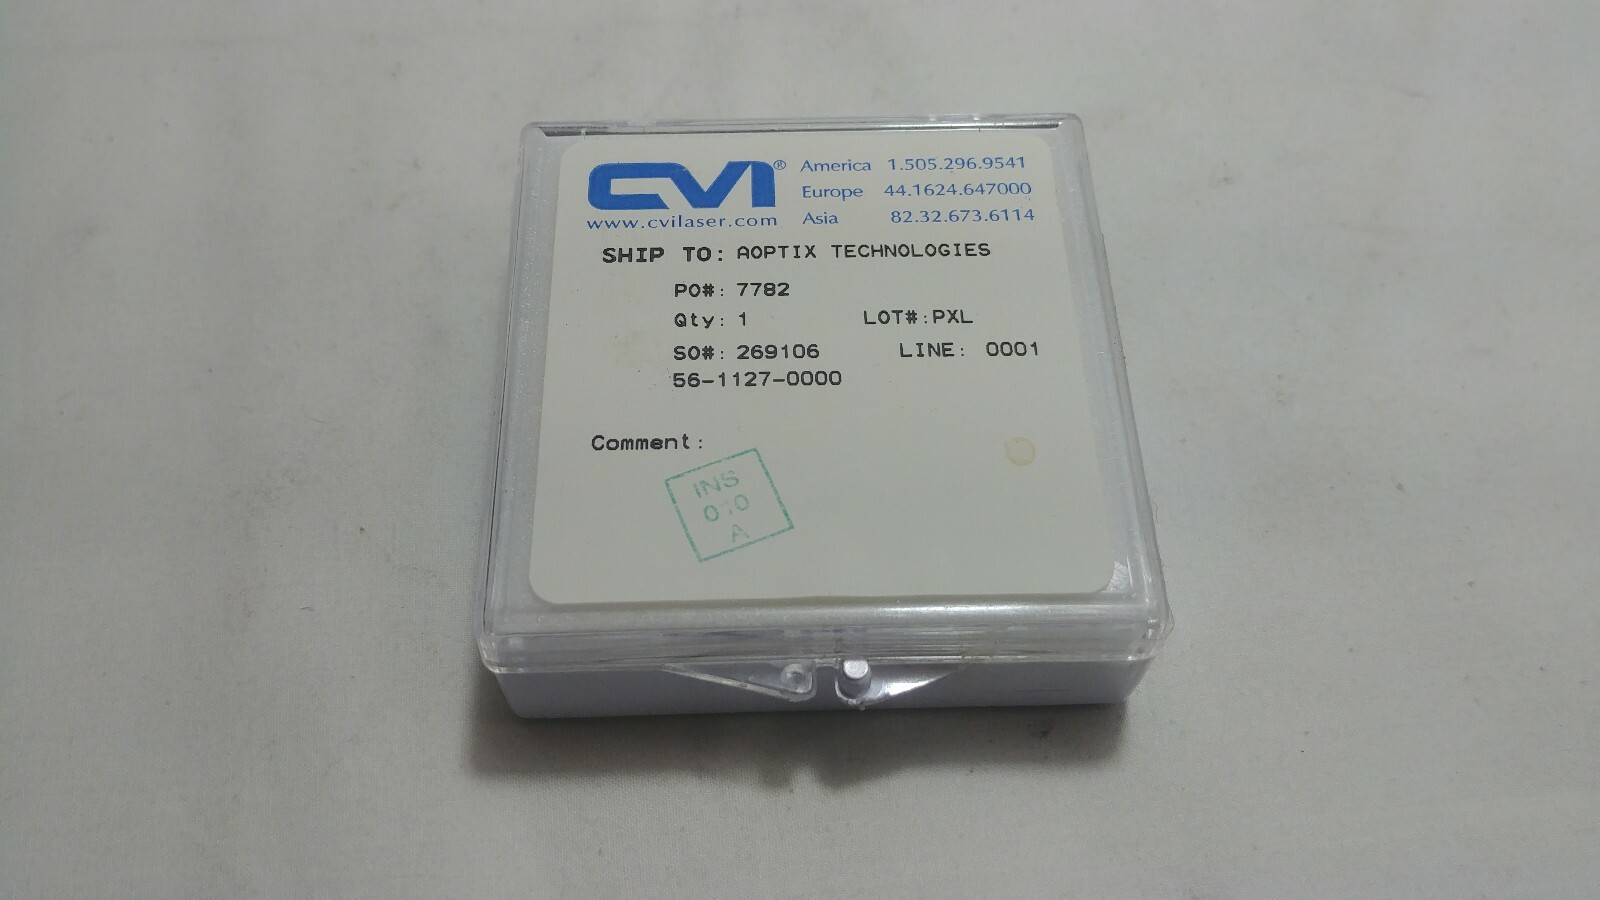 CVI® America 1.505.296.9541
Europe 44.1624.647000
www.cvilaser.com Asia 82.32.673.6114
SHIP TO: AOPTIX TECHNOLOGIES
PO#: 7782
Qty: 1 LOT#:PXL
SO#: 269106 LINE: 0001
56-1127-0000
Comment:
INS
A